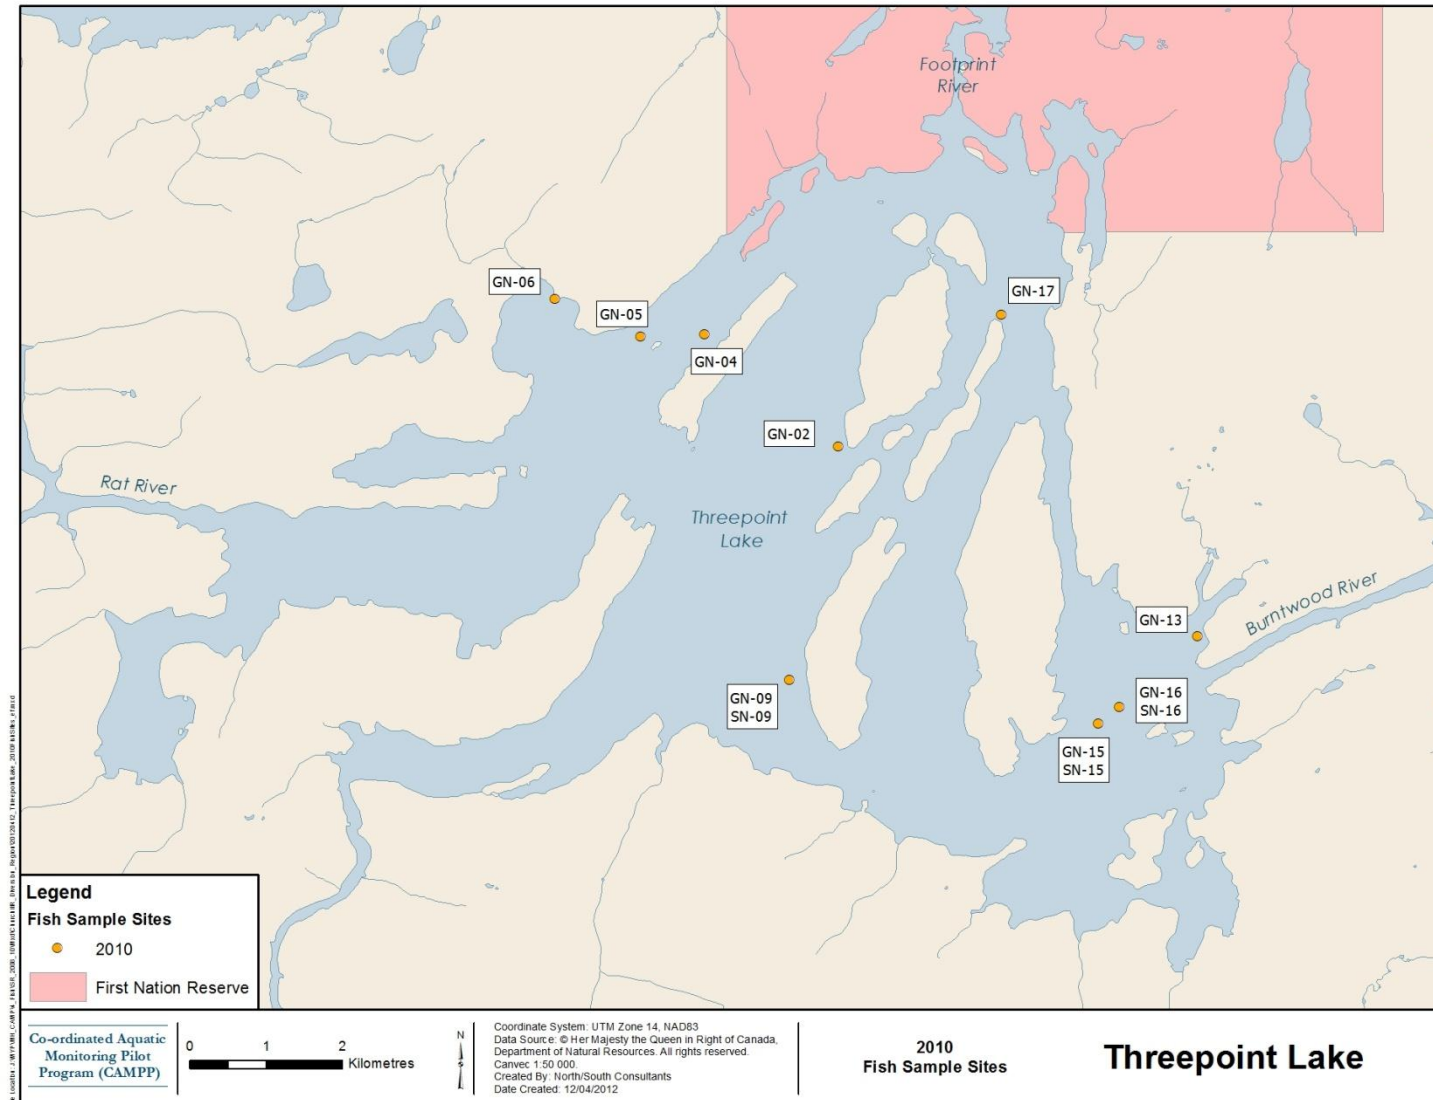 Footprint
River
GN-06
GN-17
GN-05
GN-04
GN-02
Rat River
Threepoint
Lake
Burntwood River
GN-13
GN-09
SN-09
GN-16
SN-16
GN-15
SN-15
Legend
Fish Sample Sites
2010
First Nation Reserve
Co-ordinated Aquatic
Monitoring Pilot
Program (CAMPP)
0 1 2
Kilometres
N
S
Coordinate System: UTM Zone 14, NAD83
Data Source: © Her Majesty the Queen in Right of Canada,
Department of Natural Resources. All rights reserved.
Canvec 1:50 000.
Created By: North/South Consultants
Date Created: 12/04/2012
2010
Fish Sample Sites
Threepoint Lake